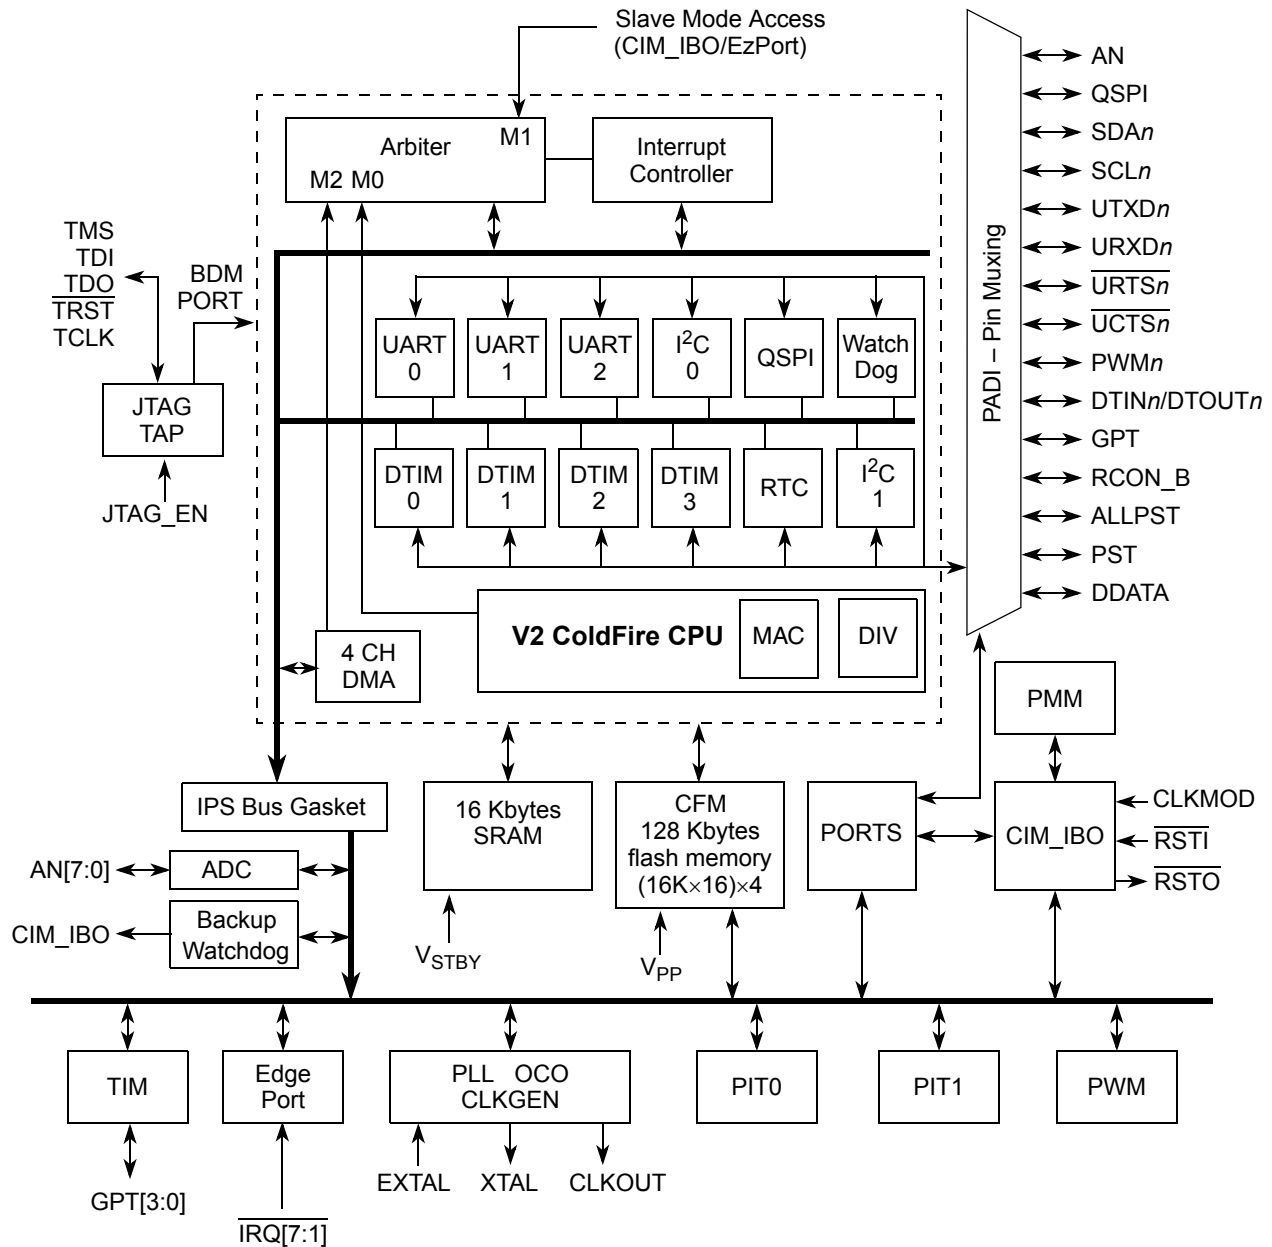 Slave Mode Access
(CIM_IBO/EzPort)
Arbiter
M1
M2 M0
Interrupt
Controller
TMS
TDI
TDO
TRST
TCLK
BDM
PORT
JTAG
TAP
JTAG_EN
UART
0
UART
1
UART
2
I2C
0
QSPI
Watch
Dog
DTIM
0
DTIM
1
DTIM
2
DTIM
3
RTC
I2C
1
V2 ColdFire CPU
MAC
DIV
4 CH
DMA
PADI – Pin Muxing
AN
QSPI
SDAn
SCLn
UTXDn
URXDn
URTSn
UCTSn
PWMn
DTINn/DTOUTn
GPT
RCON_B
ALLPST
PST
DDATA
PMM
IPS Bus Gasket
AN[7:0]
ADC
CIM_IBO
Backup
Watchdog
16 Kbytes
SRAM
VSTBY
CFM
128 Kbytes
flash memory
(16K×16)×4
VPP
PORTS
CIM_IBO
CLKMOD
RSTI
RSTO
TIM
GPT[3:0]
Edge
Port
IRQ[7:1]
PLL OCO
CLKGEN
EXTAL
XTAL
CLKOUT
PIT0
PIT1
PWM